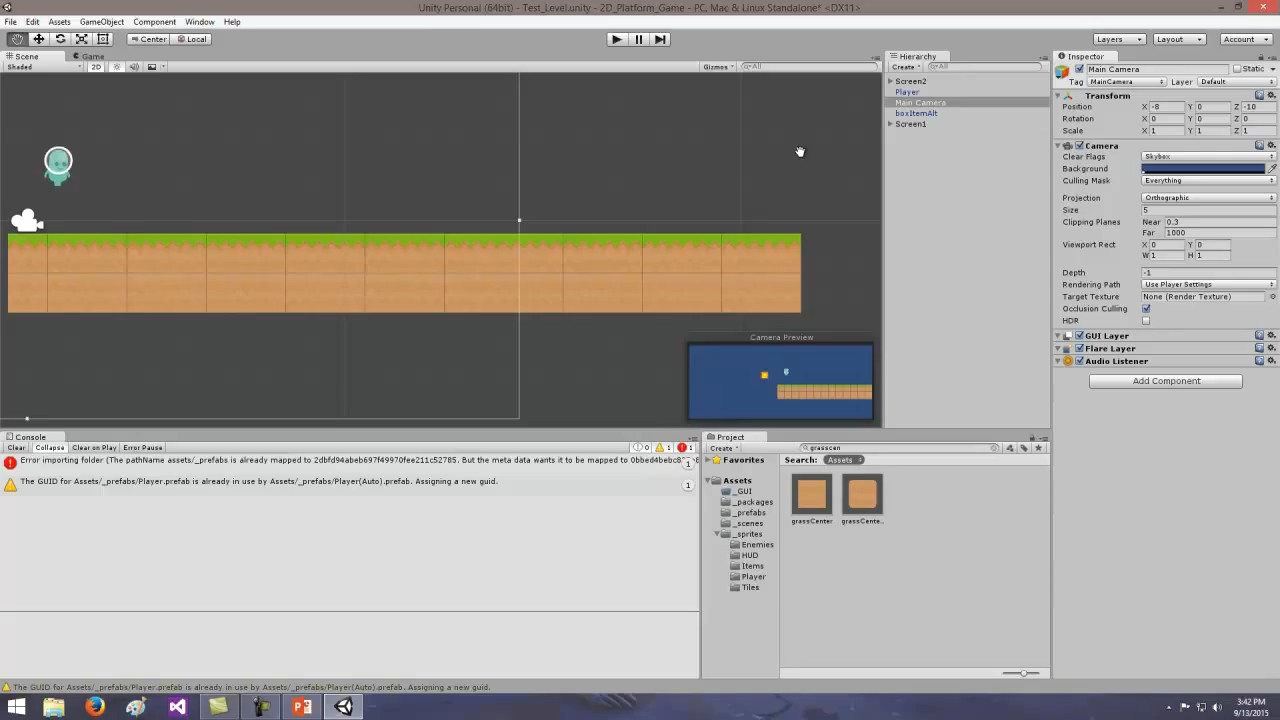 Unity Personal (64bit) - Test_Level.unity - 2D_Platform_Game - PC, Mac & Linux Standalone* <DX11>
File Edit Assets GameObject Component Window Help
Center Local Layers Layout Account
Scene Game Hierarchy Inspector
Shaded 2D Gizmos All Create All Main Camera Static
Tag MainCamera Layer Default
Screen2
Player
Main Camera
boxItemAlt
Screen1
Transform
Position X -8 Y 0 Z -10
Rotation X 0 Y 0 Z 0
Scale X 1 Y 1 Z 1
Camera
Clear Flags Skybox
Background
Culling Mask Everything
Projection Orthographic
Size 5
Clipping Planes Near 0.3
Far 1000
Viewport Rect X 0 Y 0
W 1 H 1
Depth -1
Rendering Path Use Player Settings
Target Texture None (Render Texture)
Occlusion Culling
HDR
GUI Layer
Flare Layer
Audio Listener
Add Component
Camera Preview
Console
Clear Collapse Clear on Play Error Pause 0 1 1
Error importing folder (The pathName assets/_prefabs is already mapped to 2dbfd94abeb697f49970fee211c52785. But the meta data wants it to be mapped to 1
The GUID for Assets/_prefabs/Player.prefab is already in use by Assets/_prefabs/Player(Auto).prefab. Assigning a new guid. 1
Project
Create grasscen
Favorites
Assets
_GUI
_packages
_prefabs
_scenes
_sprites
Enemies
HUD
Items
Player
Tiles
Search: Assets
grassCenter grassCente..
The GUID for Assets/_prefabs/Player.prefab is already in use by Assets/_prefabs/Player(Auto).prefab. Assigning a new guid.
3:42 PM
9/13/2015